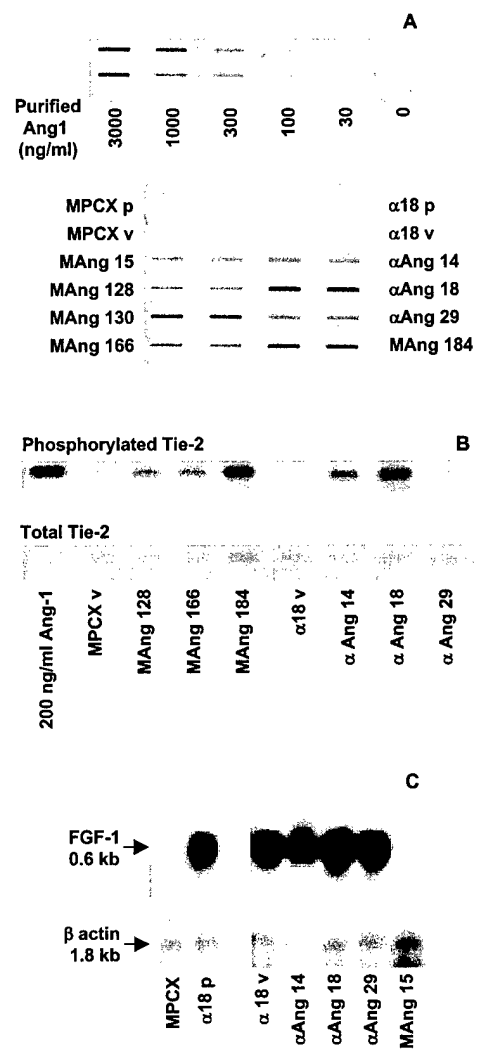 A
Purified
Ang1
(ng/ml)
3000 1000 300 100 30 0
MPCX p α18 p
MPCX v α18 v
MAng 15 αAng 14
MAng 128 αAng 18
MAng 130 αAng 29
MAng 166 MAng 184
Phosphorylated Tie-2 B
Total Tie-2
200 ng/ml Ang-1
MPCX v
MAng 128
MAng 166
MAng 184
α18 v
α Ang 14
α Ang 18
α Ang 29
C
FGF-1
0.6 kb
β actin
1.8 kb
MPCX
α18 p
α 18 v
αAng 14
αAng 18
αAng 29
MAng 15